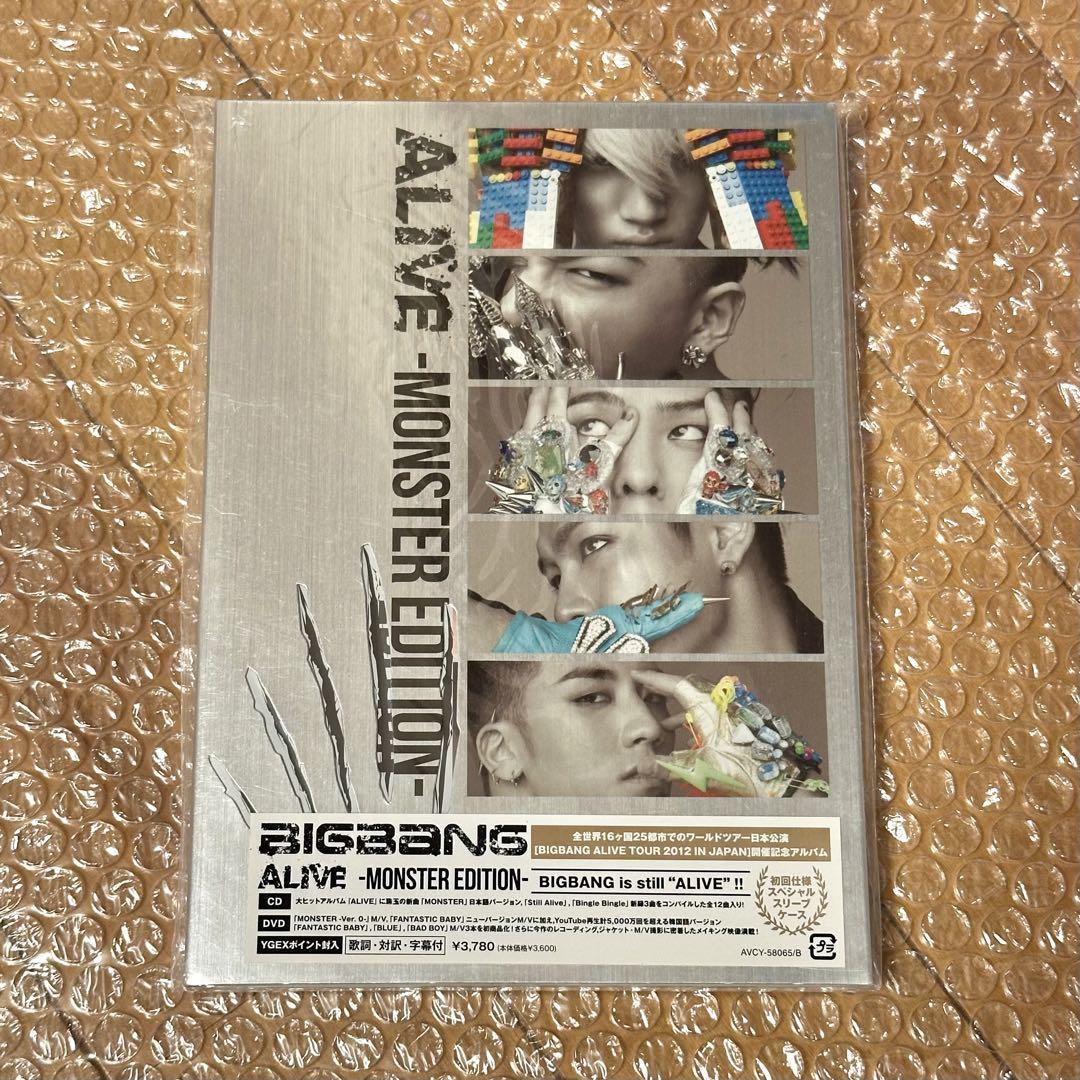 ALIVE -MONSTER EDITION-
BIGBANG
ALIVE -MONSTER EDITION-
全世界16ヶ国25都市でのワールドツアー日本公演
[BIGBANG ALIVE TOUR 2012 IN JAPAN]開催記念アルバム
BIGBANG is still “ALIVE” !!
初回仕様
スペシャル
スリーブ
ケース
CD 大ヒットアルバム「ALIVE」に珠玉の新曲「MONSTER」日本語バージョン,「Still Alive」,「Bingle Bingle」新録3曲をコンパイルした全12曲入り!
DVD 「MONSTER -Ver. 0-」M/V,「FANTASTIC BABY」ニューバージョンM/Vに加え,YouTube再生計5,000万回を超える韓国語バージョン
「FANTASTIC BABY」,「BLUE」,「BAD BOY」M/V3本を初商品化!さらに今作のレコーディング,ジャケット・M/V撮影に密着したメイキング映像満載!
YGEXポイント封入 歌詞・対訳・字幕付 ¥3,780 (本体価格¥3,600)
AVCY-58065/B
プラ